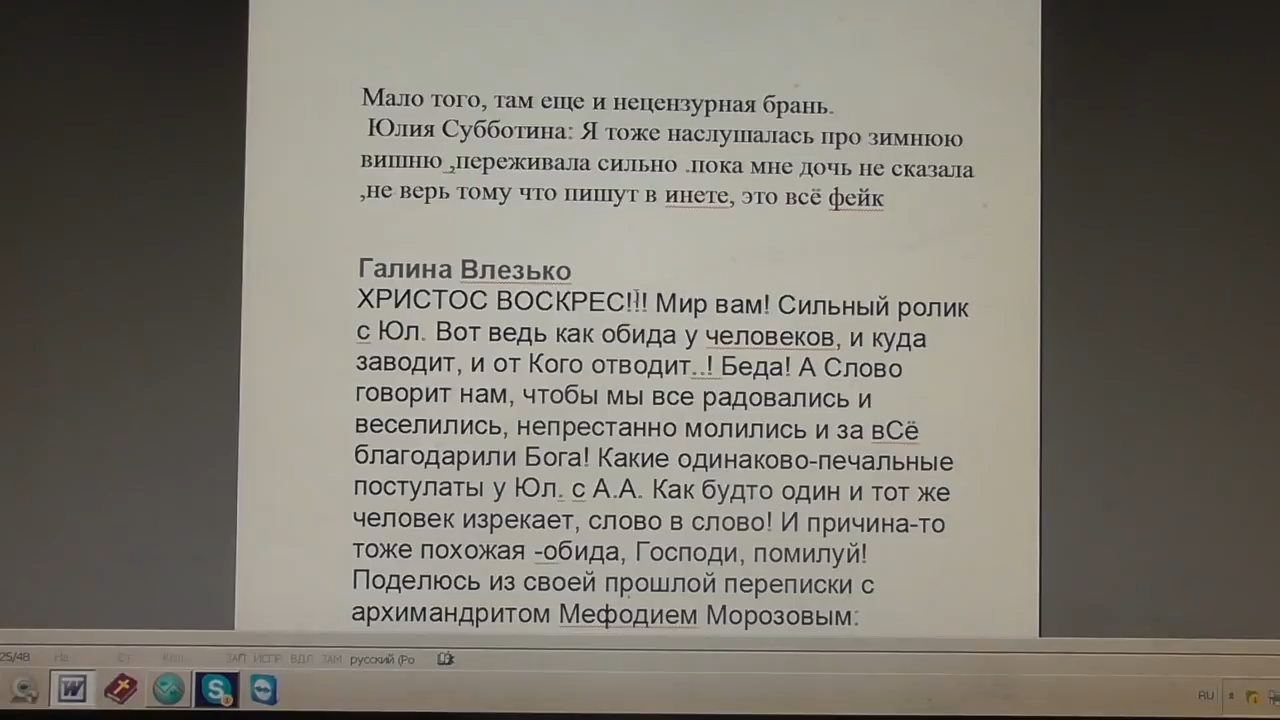 Мало того, там еще и нецензурная брань.
Юлия Субботина: Я тоже наслушалась про зимнюю
вишню ,переживала сильно .пока мне дочь не сказала
,не верь тому что пишут в инете, это всё фейк
Галина Влезько
ХРИСТОС ВОСКРЕС!!! Мир вам! Сильный ролик
с Юл. Вот ведь как обида у человеков, и куда
заводит, и от Кого отводит..! Беда! А Слово
говорит нам, чтобы мы все радовались и
веселились, непрестанно молились и за вСё
благодарили Бога! Какие одинаково-печальные
постулаты у Юл. с А.А. Как будто один и тот же
человек изрекает, слово в слово! И причина-то
тоже похожая -обида, Господи, помилуй!
Поделюсь из своей прошлой переписки с
архимандритом Мефодием Морозовым:
25/48 ЗАП ИСПР ВДЛ ЗАМ русский (Ро
W S RU